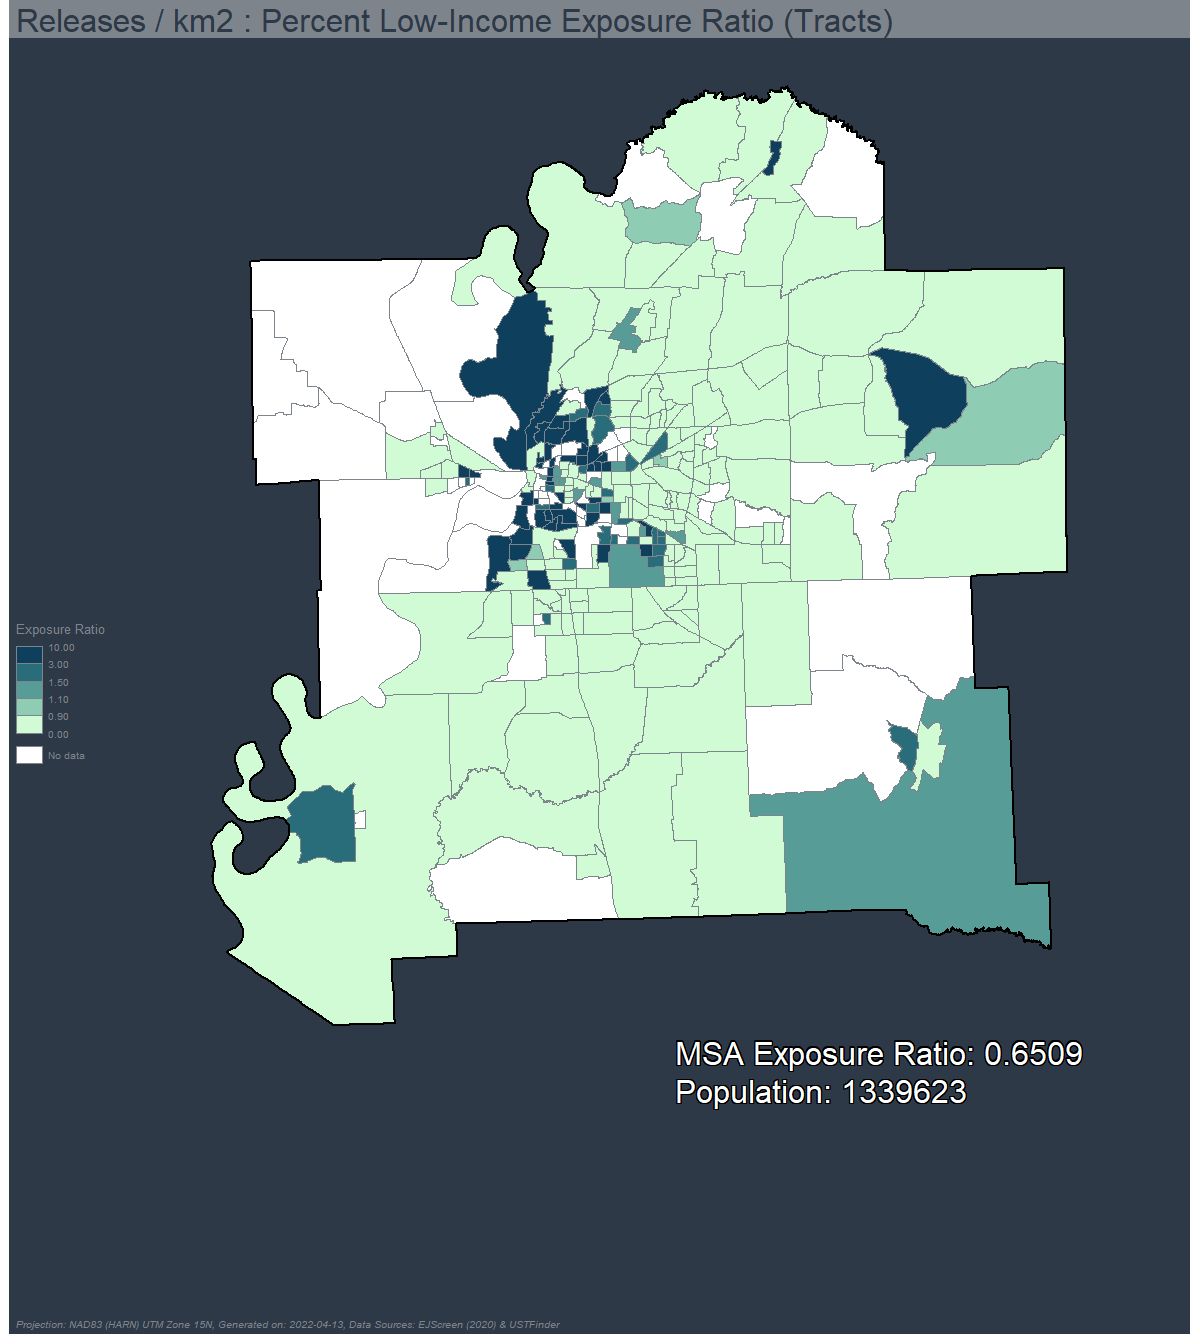 Releases / km2 : Percent Low-Income Exposure Ratio (Tracts)
Exposure Ratio
10.00
3.00
1.50
1.10
0.90
0.00
No data
MSA Exposure Ratio: 0.6509
Population: 1339623
Projection: NAD83 (HARN) UTM Zone 15N, Generated on: 2022-04-13, Data Sources: EJScreen (2020) & USTFinder